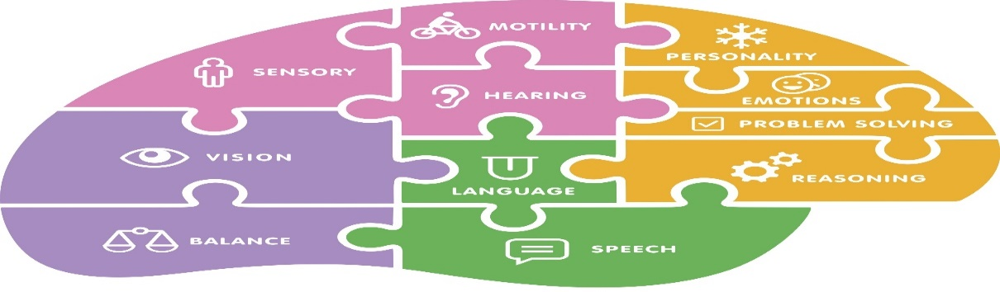 MOTILITY
PERSONALITY
SENSORY
HEARING
EMOTIONS
PROBLEM SOLVING
VISION
LANGUAGE
REASONING
BALANCE
SPEECH